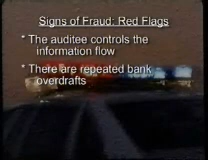 Signs of Fraud: Red Flags
* The auditee controls the
information flow
* There are repeated bank
overdrafts